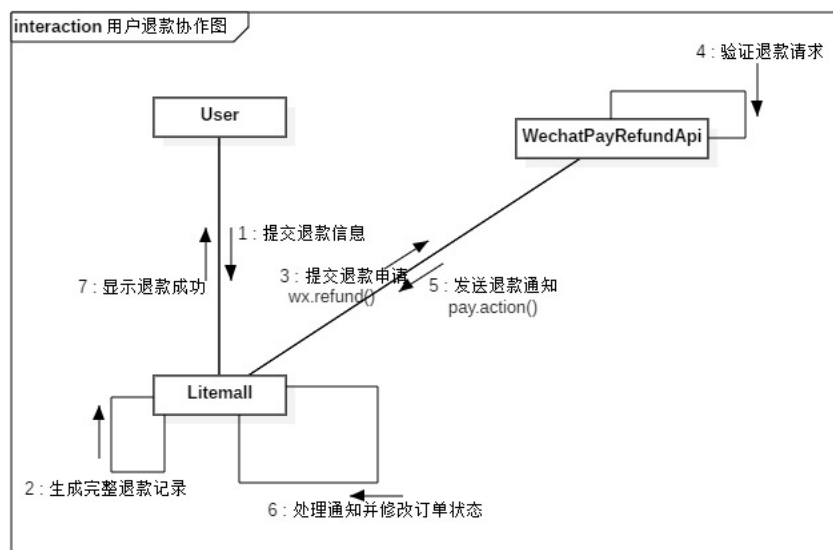 interaction 用户退款协作图
4 : 验证退款请求
User
WechatPayRefundApi
1 : 提交退款信息
3 : 提交退款申请
wx.refund()
7 : 显示退款成功
5 : 发送退款通知
pay.action()
Litemall
2 : 生成完整退款记录
6 : 处理通知并修改订单状态